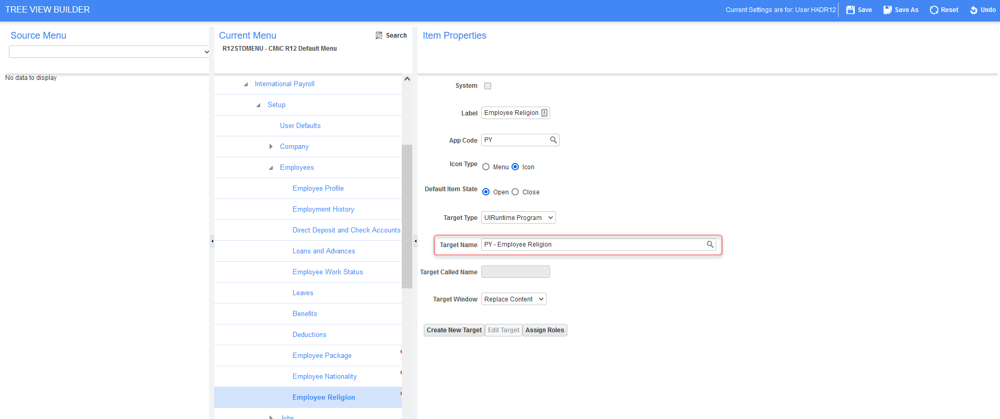 TREE VIEW BUILDER
Current Settings are for: User HADR12
Save
Save As
Reset
Undo
Source Menu
No data to display
Current Menu
Search
R12STDMENU - CMiC R12 Default Menu
International Payroll
Setup
User Defaults
Company
Employees
Employee Profile
Employment History
Direct Deposit and Check Accounts
Loans and Advances
Employee Work Status
Leaves
Benefits
Deductions
Employee Package
Employee Nationality
Employee Religion
Jobs
Item Properties
System
Label Employee Religion
App Code PY
Icon Type Menu Icon
Default Item State Open Close
Target Type UIRuntime Program
Target Name PY - Employee Religion
Target Called Name
Target Window Replace Content
Create New Target Edit Target Assign Roles